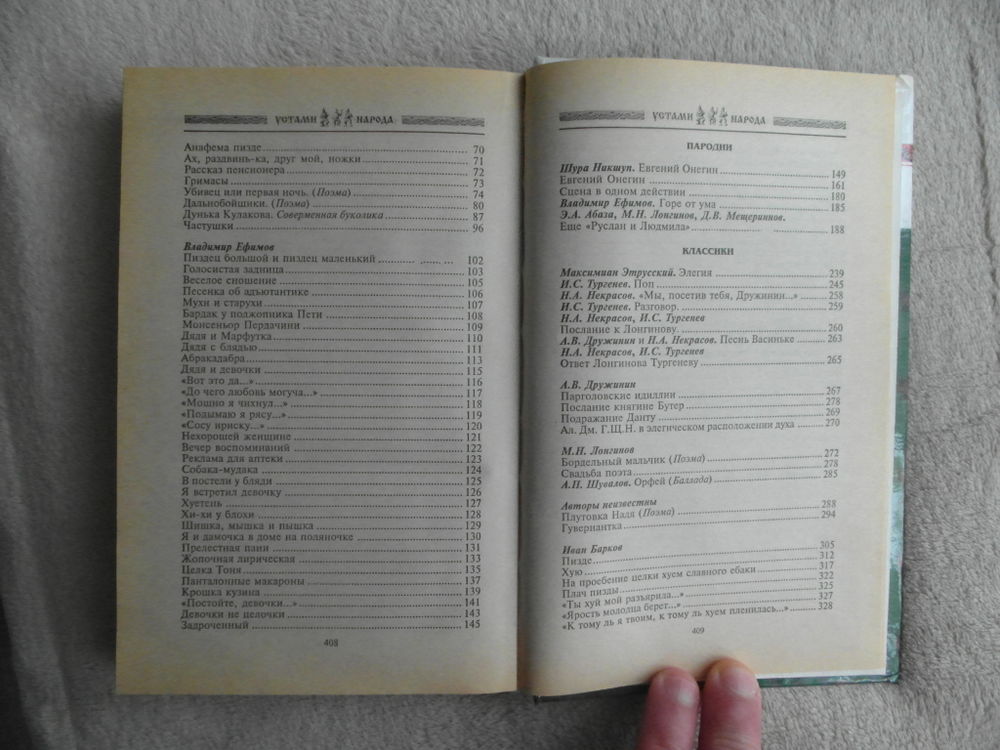 УСТАМИ НАРОДА
Анафема пизде 70
Ах, раздвинь-ка, друг мой, ножки 71
Рассказ пенсионера 72
Гримасы 73
Убивец или первая ночь. (Поэма) 74
Дальнобойщики. (Поэма) 80
Дунька Кулакова. Современная буколика 87
Частушки 96
Владимир Ефимов
Пиздец большой и пиздец маленький 102
Голосистая задница 103
Веселое сношение 105
Песенка об адъютантике 106
Мухи и старухи 107
Бардак у поджопника Пети 108
Монсеньор Пердачини 109
Дядя и Марфутка 110
Дядя с блядью 111
Абракадабра 113
Дядя и девочки 115
«Вот это да...» 116
«До чего любовь могуча...» 117
«Мощно я чихнул...» 118
«Подымаю я рясу...» 119
«Сосу ириску...» 120
Нехорошей женщине 121
Вечер воспоминаний 122
Реклама для аптеки 123
Собака-мудака 124
В постели у бляди 125
Я встретил девочку 126
Хуетень 127
Хи-хи у блохи 128
Шишка, мышка и пышка 129
Я и дамочка в доме на поляночке 130
Прелестная пани 131
Жопочная лирическая 133
Целка Тоня 135
Панталонные макароны 137
Крошка кузина 139
«Постойте, девочки...» 141
Девочки не целочки 143
Задроченный 145
408
УСТАМИ НАРОДА
ПАРОДИИ
Шура Никшуп. Евгений Онегин 149
Евгений Онегин 161
Сцена в одном действии 180
Владимир Ефимов. Горе от ума 185
Э.А. Абаза, М.Н. Лонгинов, Д.В. Мещеринов.
Еще «Руслан и Людмила» 188
КЛАССИКИ
Максимиан Этрусский. Элегия 239
И.С. Тургенев. Поп 245
Н.А. Некрасов. «Мы, посетив тебя, Дружинин...» 258
И.С. Тургенев. Разговор. 259
Н.А. Некрасов, И.С. Тургенев
Послание к Лонгинову. 260
А.В. Дружинин и Н.А. Некрасов. Песнь Васиньке 263
Н.А. Некрасов, И.С. Тургенев
Ответ Лонгинова Тургеневу 265
А.В. Дружинин
Парголовские идиллии 267
Послание княгине Бутер 278
Подражание Данту 269
Ал. Дм. Г.Щ.Н. в элегическом расположении духа 270
М.Н. Лонгинов
Бордельный мальчик (Поэма) 272
Свадьба поэта 278
А.П. Шувалов. Орфей (Баллада) 285
Авторы неизвестны
Плутовка Надя (Поэма) 288
Гувернантка 294
Иван Барков
Пизде 305
Хую 312
На проебение целки хуем славного ебаки 317
Плач пизды 322
«Ты хуй мой разъярила...» 325
«Ярость молодца берет...» 327
«К тому ль я твоим, к тому ль хуем пленилась...» 328
409